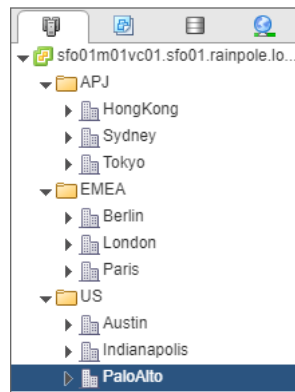 sfo01m01vc01.sfo01.rainpole.lo...
APJ
HongKong
Sydney
Tokyo
EMEA
Berlin
London
Paris
US
Austin
Indianapolis
PaloAlto